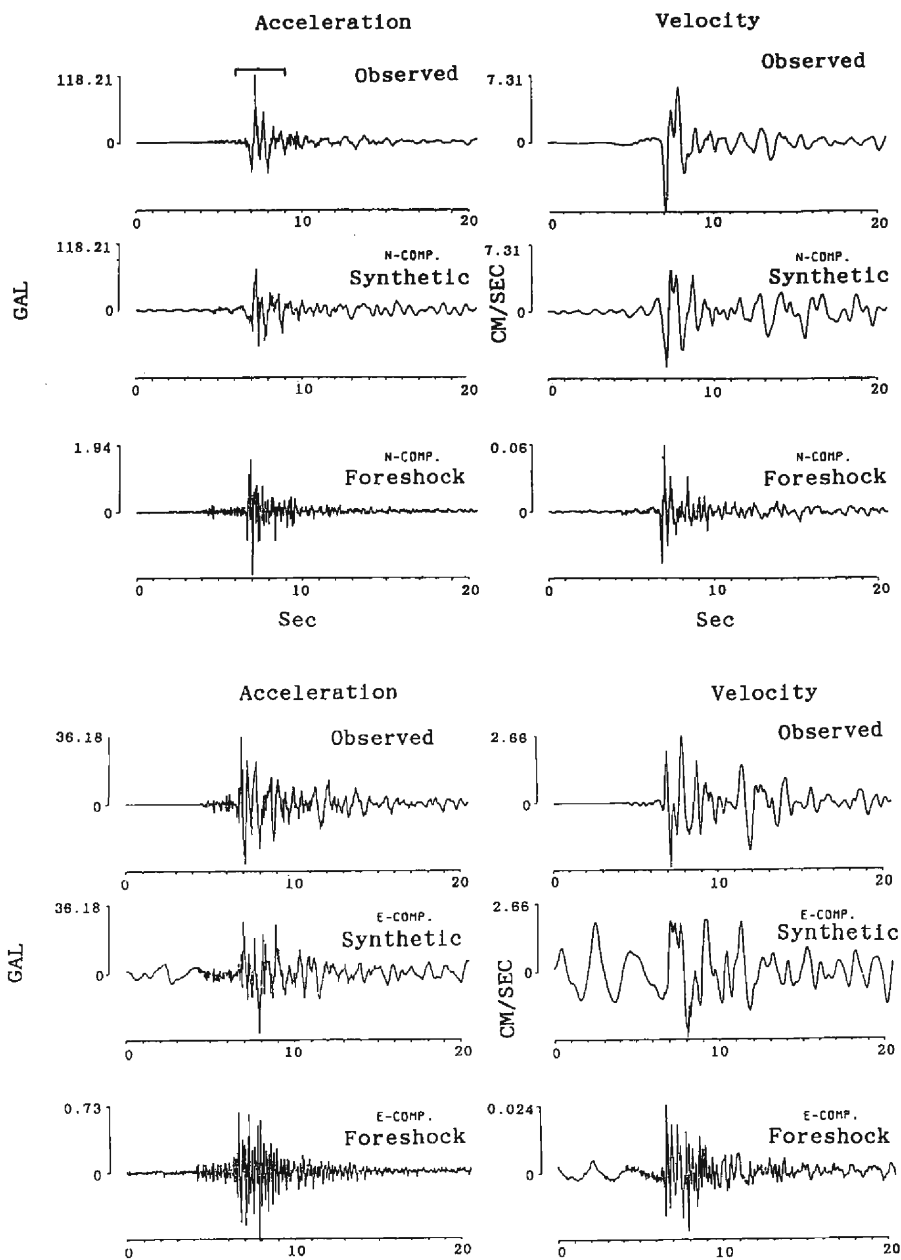 Acceleration Velocity
Observed Observed
118.21 7.31
0 0
0 10 20 0 10 20
118.21 N-COMP. 7.31 N-COMP.
Synthetic Synthetic
GAL 0 CM/SEC 0
0 10 20 0 10 20
1.94 N-COMP. 0.06 N-COMP.
Foreshock Foreshock
0 0
0 10 20 0 10 20
Sec Sec
Acceleration Velocity
36.18 Observed 2.66 Observed
0 0
0 10 20 0 10 20
36.18 E-COMP. 2.66 E-COMP.
Synthetic Synthetic
GAL 0 CM/SEC 0
0 10 20 0 10 20
0.73 E-COMP. 0.024 E-COMP.
Foreshock Foreshock
0 0
0 10 20 0 10 20